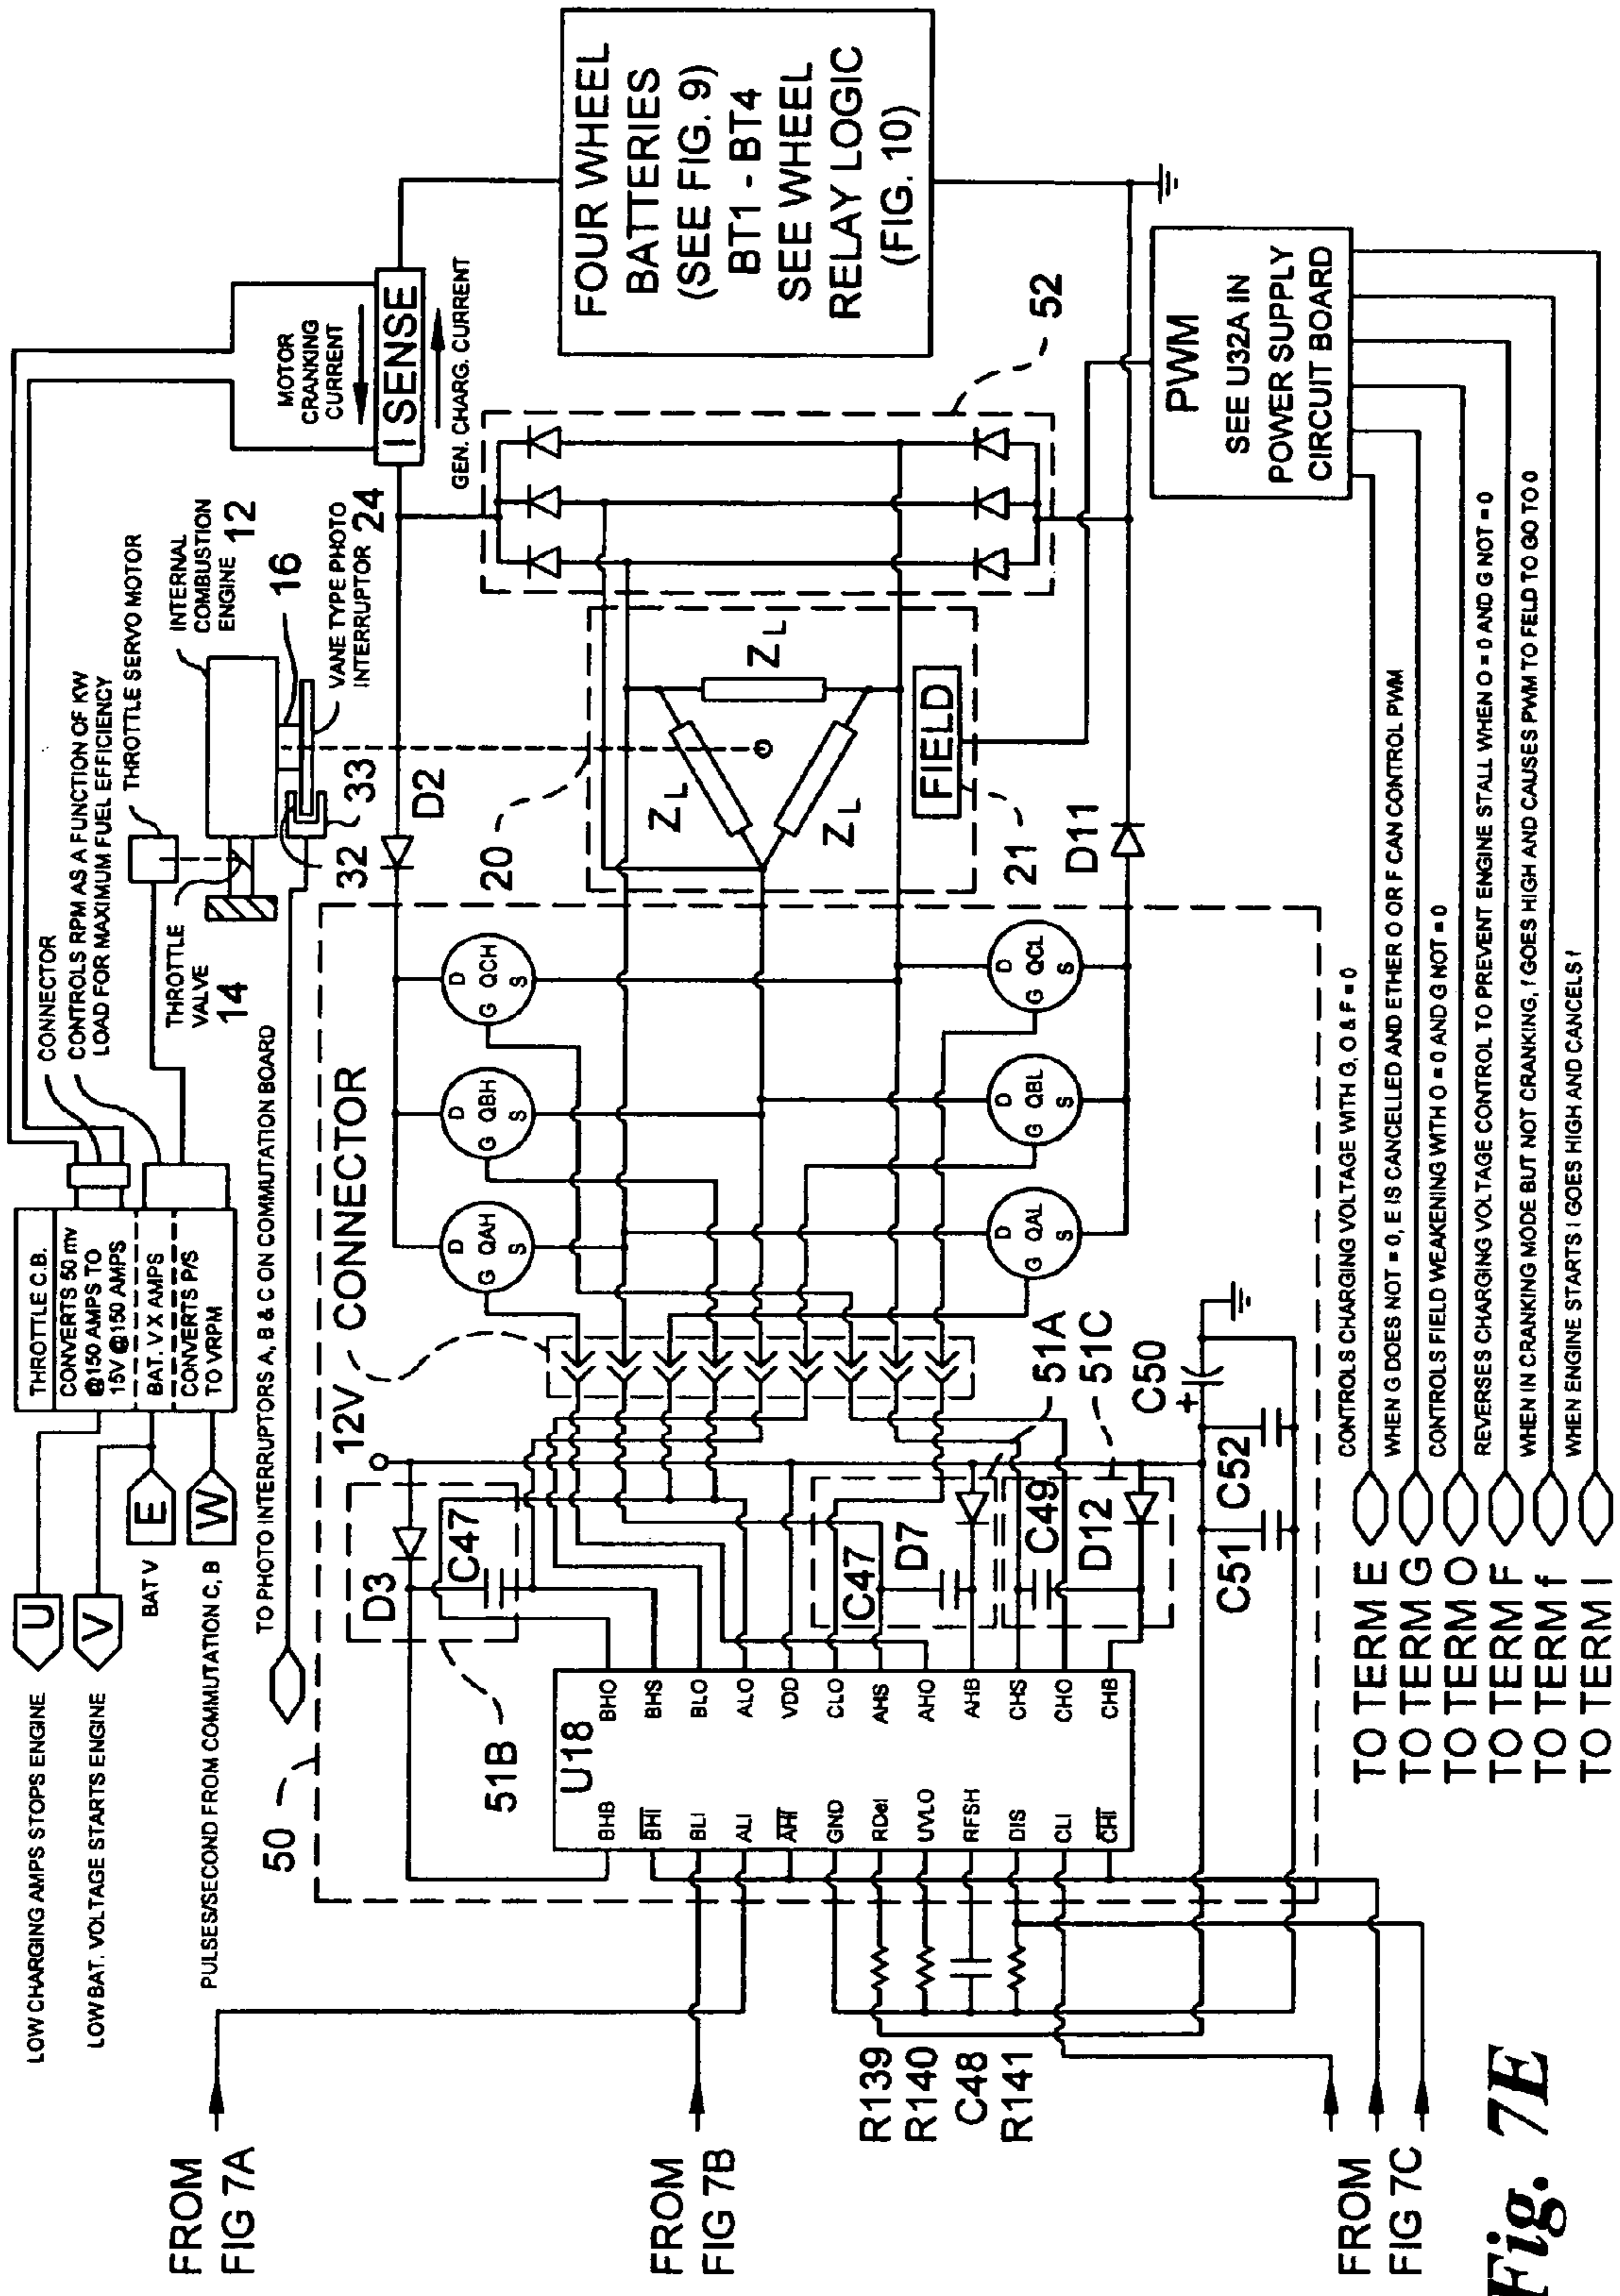 LOW CHARGING AMPS STOPS ENGINE
U
LOW BAT. VOLTAGE STARTS ENGINE
V
BAT V
E
PULSES/SECOND FROM COMMUTATION C, B
W
TO PHOTO INTERRUPTORS A, B & C ON COMMUTATION BOARD
THROTTLE C.B.
CONVERTS 50 mv
@150 AMPS TO
15V @150 AMPS
BAT. V X AMPS
CONVERTS P/S
TO VRPM
CONNECTOR
CONTROLS RPM AS A FUNCTION OF KW
LOAD FOR MAXIMUM FUEL EFFICIENCY
THROTTLE SERVO MOTOR
THROTTLE
VALVE
14
INTERNAL
COMBUSTION
ENGINE 12
16
VANE TYPE PHOTO
INTERRUPTOR 24
32
33
MOTOR
CRANKING
CURRENT
I SENSE
GEN. CHARG. CURRENT
FOUR WHEEL
BATTERIES
(SEE FIG. 9)
BT1 - BT4
SEE WHEEL
RELAY LOGIC
(FIG. 10)
FROM
FIG 7A
FROM
FIG 7B
FROM
FIG 7C
50
12V
CONNECTOR
D2
20
21
52
D11
ZL
ZL
ZL
FIELD
D
G QAH
S
D
G QBH
S
D
G QCH
S
D
G QAL
S
D
G QBL
S
D
G QCL
S
D3
C47
51B
C47
D7
51A
C49
D12
51C
C50
+
C51
C52
U18
BHB
BHI
BLI
ALI
AHI
GND
RDel
UVLO
RFSH
DIS
CLI
CHI
BHO
BHS
BLO
ALO
VDD
CLO
AHS
AHO
AHB
CHS
CHO
CHB
R139
R140
C48
R141
PWM
SEE U32A IN
POWER SUPPLY
CIRCUIT BOARD
TO TERM E
CONTROLS CHARGING VOLTAGE WITH G, O & F = 0
TO TERM G
WHEN G DOES NOT = 0, E IS CANCELLED AND ETHER O OR F CAN CONTROL PWM
TO TERM O
CONTROLS FIELD WEAKENING WITH O = 0 AND G NOT = 0
TO TERM F
REVERSES CHARGING VOLTAGE CONTROL TO PREVENT ENGINE STALL WHEN O = 0 AND G NOT = 0
TO TERM f
WHEN IN CRANKING MODE BUT NOT CRANKING, f GOES HIGH AND CAUSES PWM TO FELD TO GO TO 0
TO TERM I
WHEN ENGINE STARTS I GOES HIGH AND CANCELS f
Fig. 7E